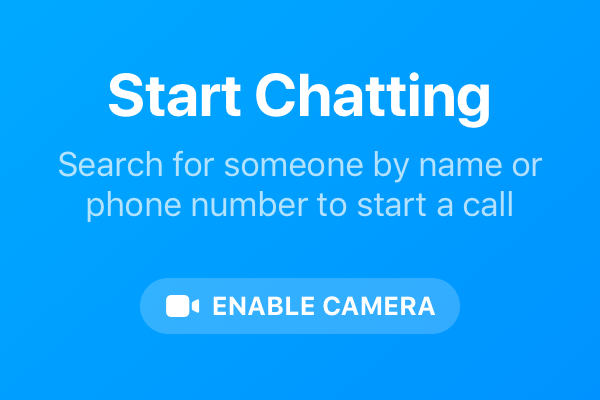 Start Chatting
Search for someone by name or
phone number to start a call
ENABLE CAMERA